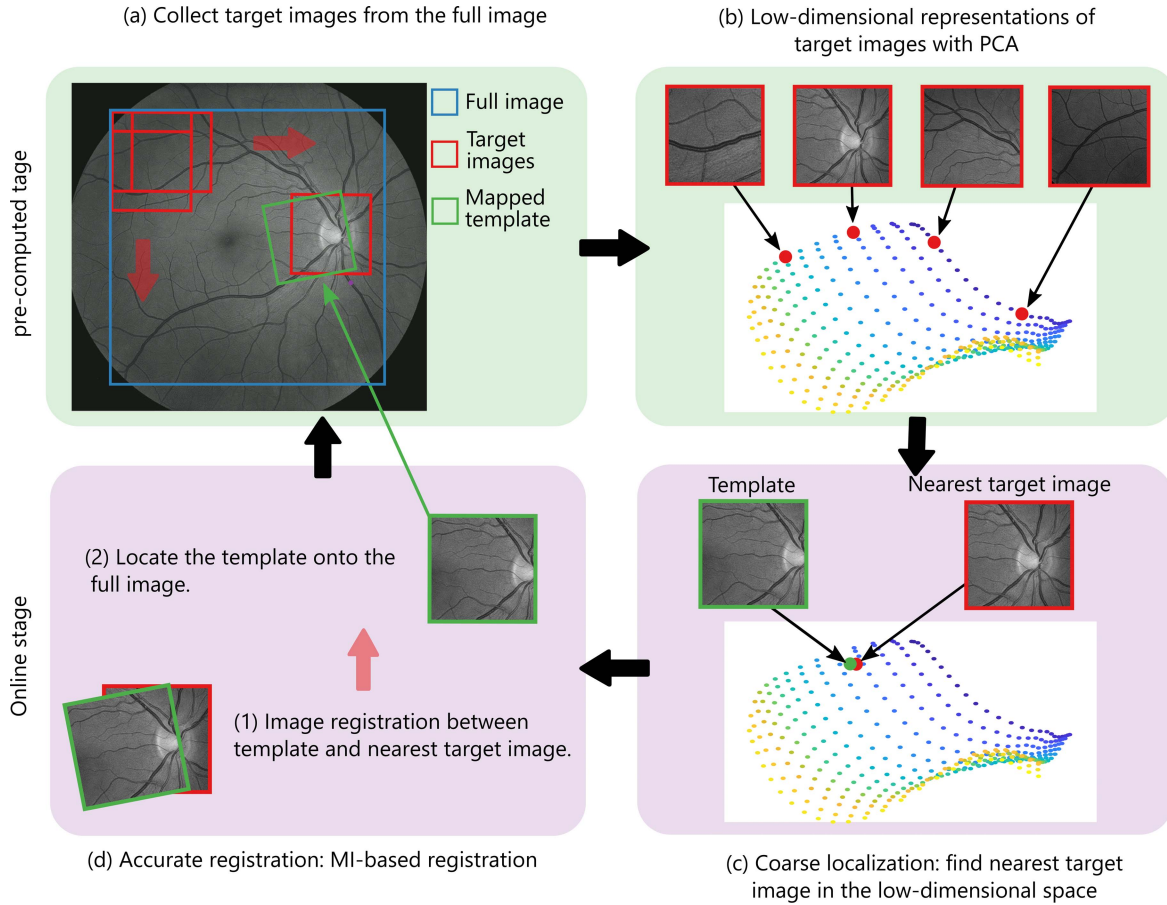 (a) Collect target images from the full image
(b) Low-dimensional representations of
target images with PCA
pre-computed tage
Full image
Target
images
Mapped
template
Online stage
Template
Nearest target image
(2) Locate the template onto the
full image.
(1) Image registration between
template and nearest target image.
(d) Accurate registration: MI-based registration
(c) Coarse localization: find nearest target
image in the low-dimensional space